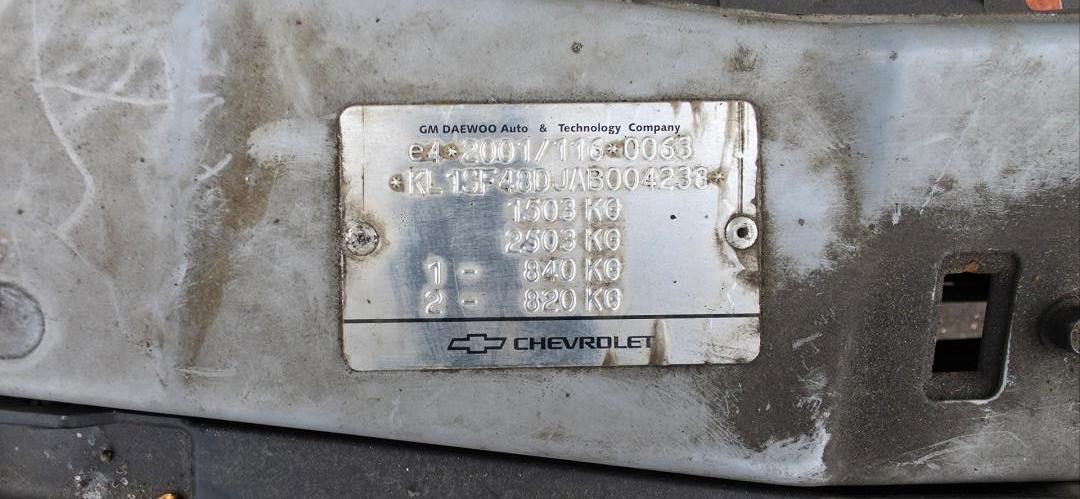 GM DAEWOO Auto & Technology Company
e4*2001/116*0063
*KL1SF48DJAB004238*
1503 KG
2503 KG
1 - 840 KG
2 - 820 KG
CHEVROLET